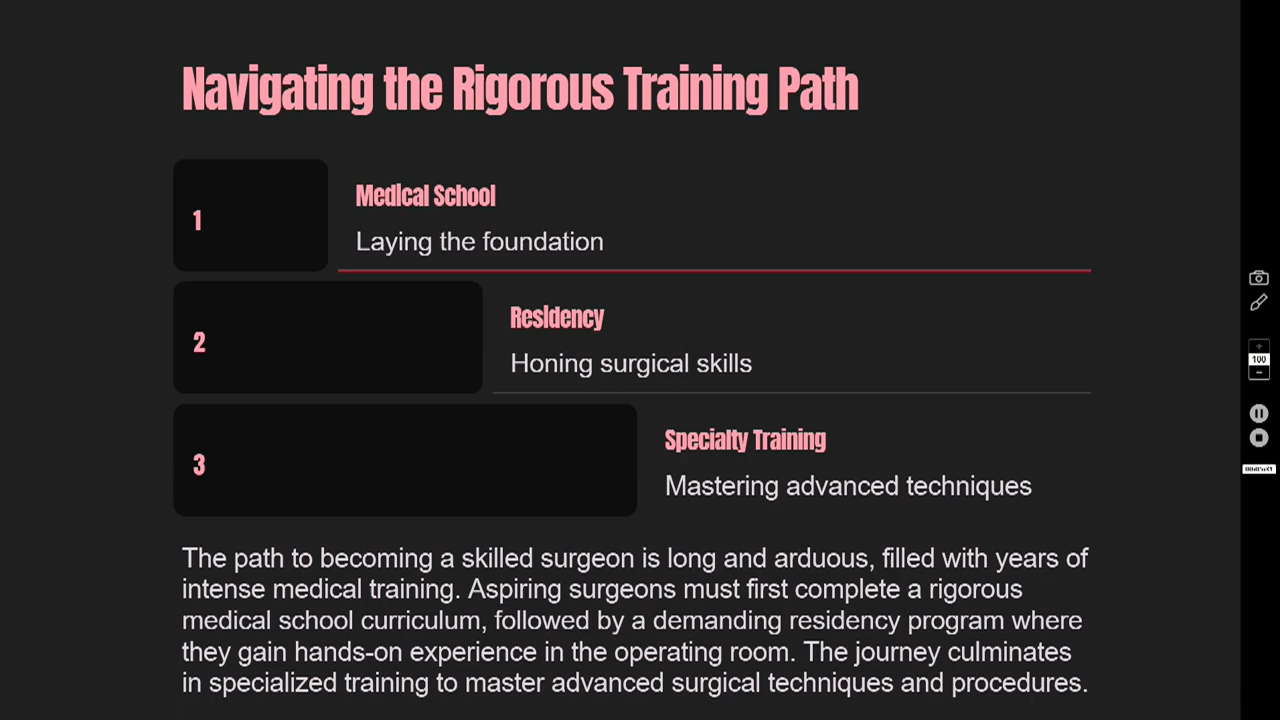 Navigating the Rigorous Training Path
1
Medical School
Laying the foundation
2
Residency
Honing surgical skills
3
Specialty Training
Mastering advanced techniques
The path to becoming a skilled surgeon is long and arduous, filled with years of
intense medical training. Aspiring surgeons must first complete a rigorous
medical school curriculum, followed by a demanding residency program where
they gain hands-on experience in the operating room. The journey culminates
in specialized training to master advanced surgical techniques and procedures.
100